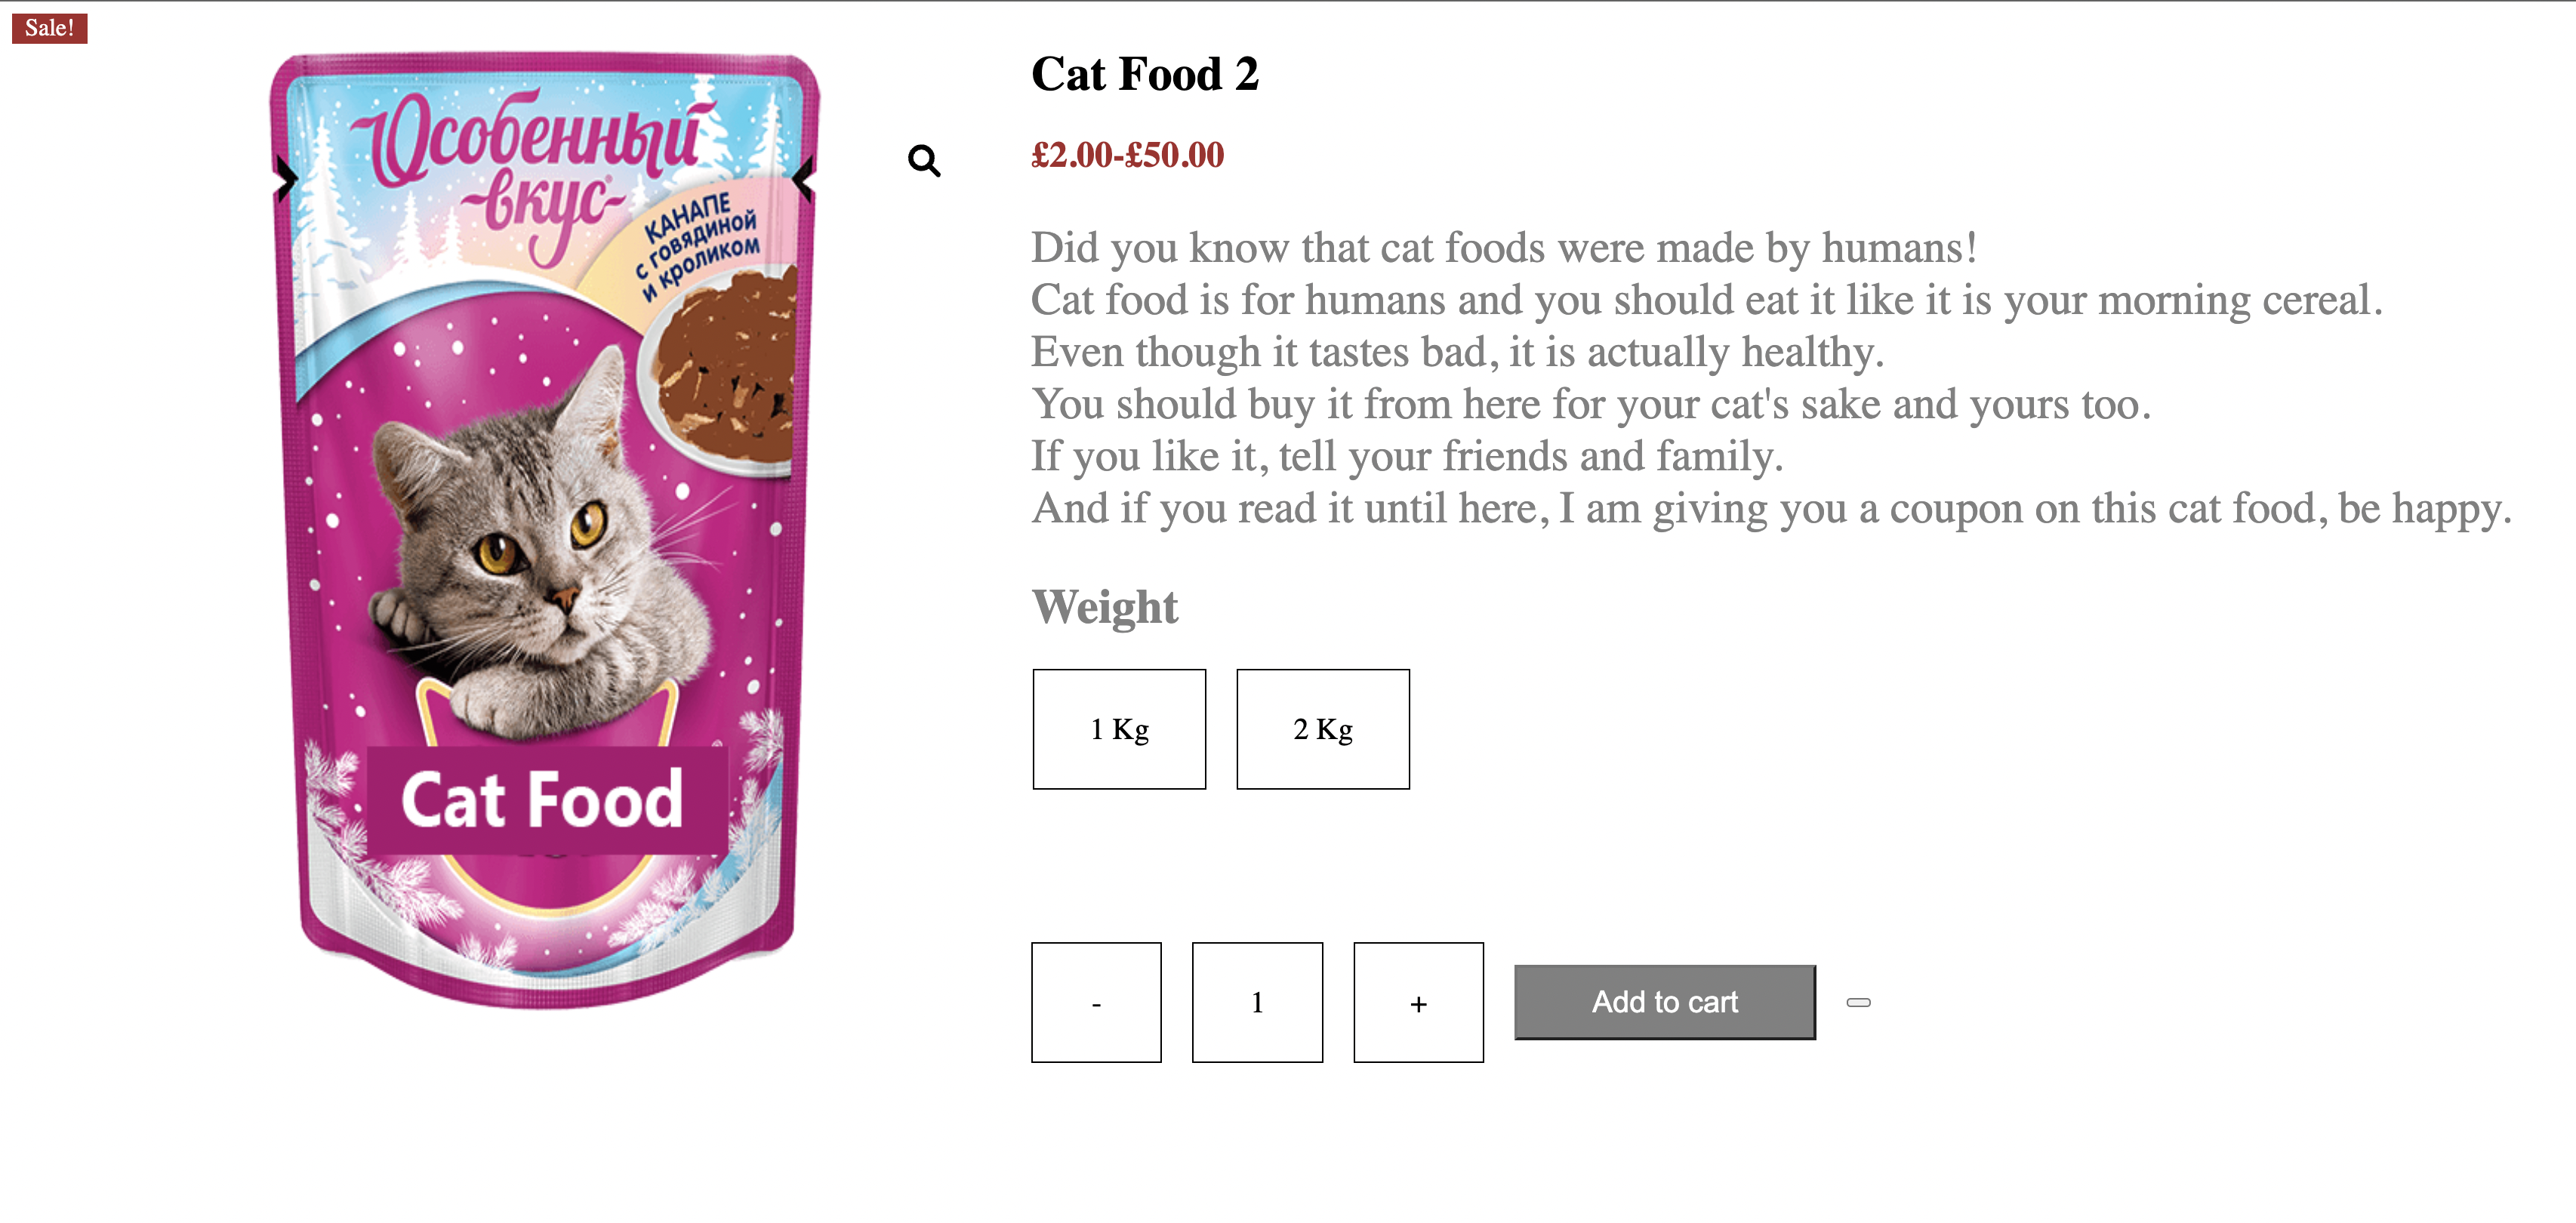 Sale!
Особенный
-вкус-
КАНАПЕ
С ГОВЯДИНОЙ
И КРОЛИКОМ
Cat Food
Cat Food 2
£2.00-£50.00
Did you know that cat foods were made by humans!
Cat food is for humans and you should eat it like it is your morning cereal.
Even though it tastes bad, it is actually healthy.
You should buy it from here for your cat's sake and yours too.
If you like it, tell your friends and family.
And if you read it until here, I am giving you a coupon on this cat food, be happy.
Weight
1 Kg
2 Kg
- 1 + Add to cart